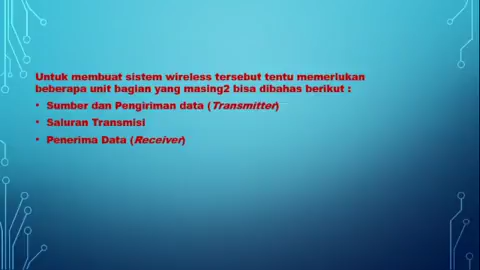 Untuk membuat sistem wireless tersebut tentu memerlukan
beberapa unit bagian yang masing2 bisa dibahas berikut :
• Sumber dan Pengiriman data (Transmitter)
• Saluran Transmisi
• Penerima Data (Receiver)